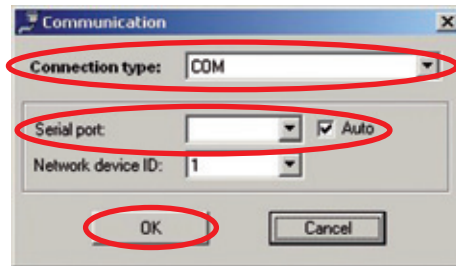 Communication
Connection type: COM
Serial port: Auto
Network device ID: 1
OK Cancel